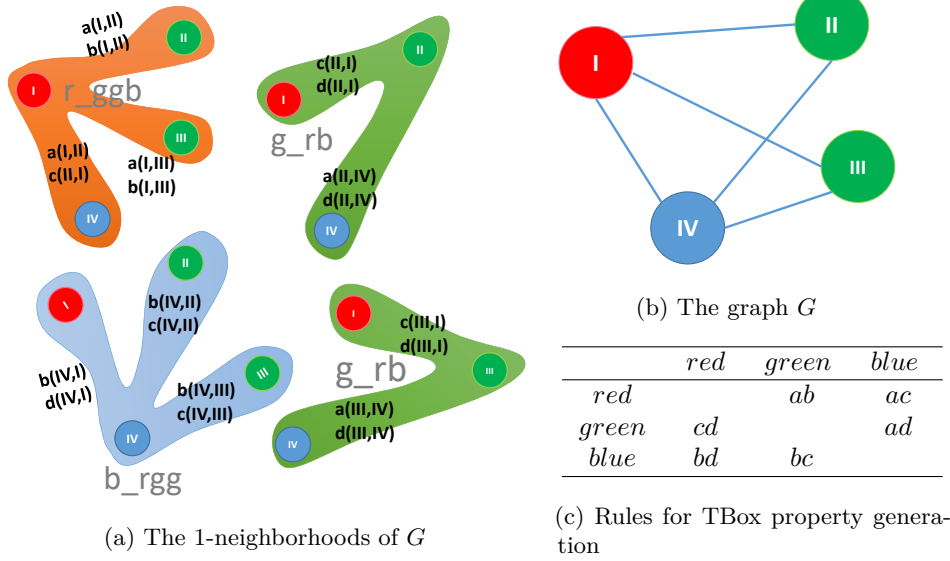 a(I,II)
b(I,II)
II
I
r_ggb
III
a(I,II)
c(II,I)
a(I,III)
b(I,III)
IV
II
c(II,I)
d(II,I)
I
g_rb
a(II,IV)
d(II,IV)
IV
I
II
b(IV,II)
c(IV,II)
III
b(IV,I)
d(IV,I)
b(IV,III)
c(IV,III)
IV
b_rgg
I
c(III,I)
d(III,I)
g_rb
III
a(III,IV)
d(III,IV)
IV
(a) The 1-neighborhoods of G
II
I
III
IV
(b) The graph G
red green blue
red ab ac
green cd ad
blue bd bc
(c) Rules for TBox property genera-
tion